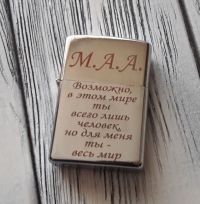 М.А.А.
Возможно,
в этом мире
ты
всего лишь
человек,
но для меня
ты -
весь мир